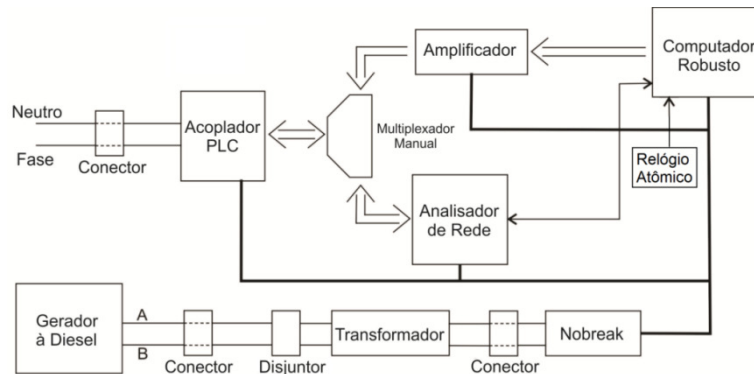 Amplificador
Computador
Robusto
Neutro
Fase
Conector
Acoplador
PLC
Multiplexador
Manual
Relógio
Atômico
Analisador
de Rede
Gerador
à Diesel
A
B
Conector
Disjuntor
Transformador
Conector
Nobreak